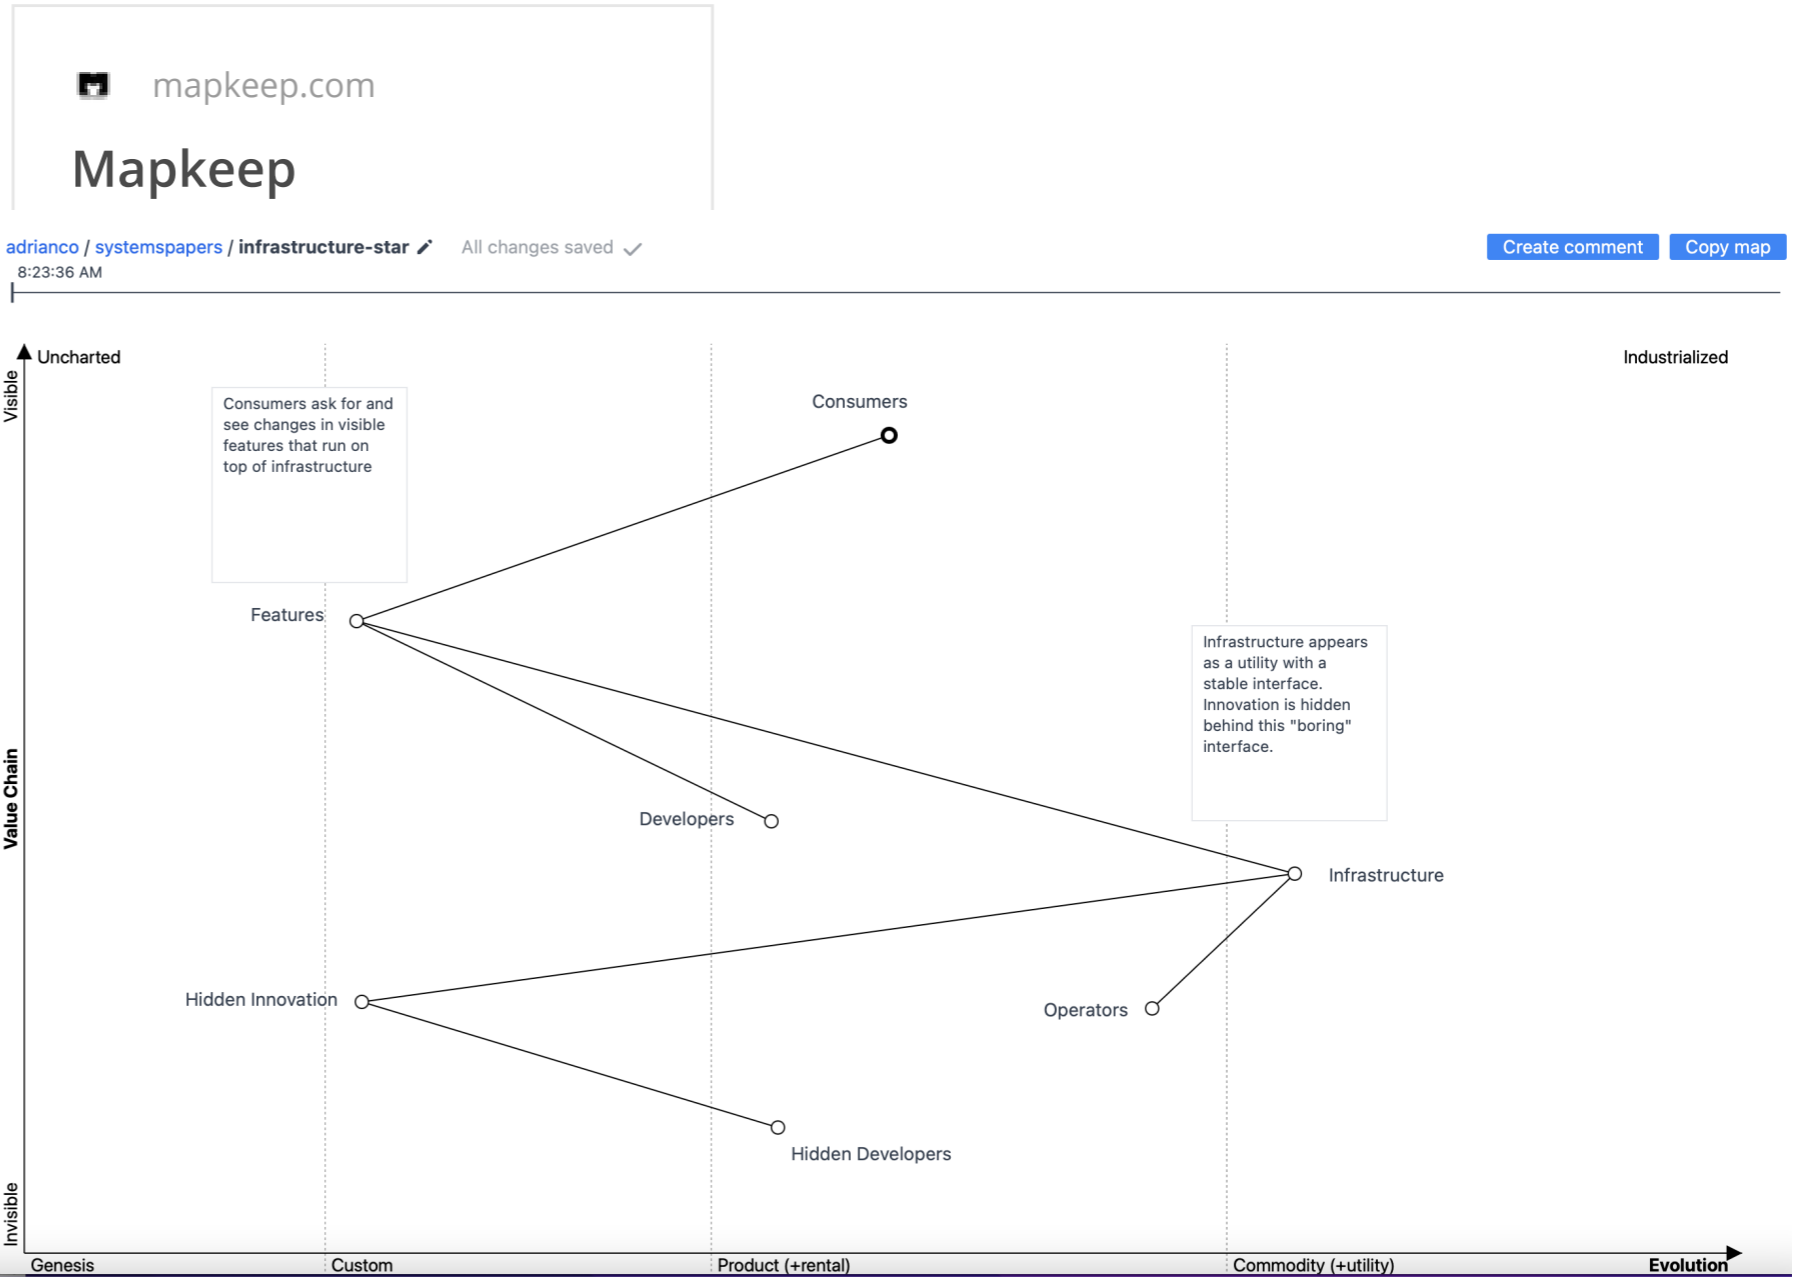 mapkeep.com
Mapkeep
adrianco / systemspapers / infrastructure-star All changes saved
Create comment
Copy map
8:23:36 AM
Uncharted
Industrialized
Visible
Consumers ask for and
see changes in visible
features that run on
top of infrastructure
Consumers
Features
Infrastructure appears
as a utility with a
stable interface.
Innovation is hidden
behind this "boring"
interface.
Value Chain
Developers
Infrastructure
Hidden Innovation
Operators
Hidden Developers
Invisible
Genesis
Custom
Product (+rental)
Commodity (+utility)
Evolution